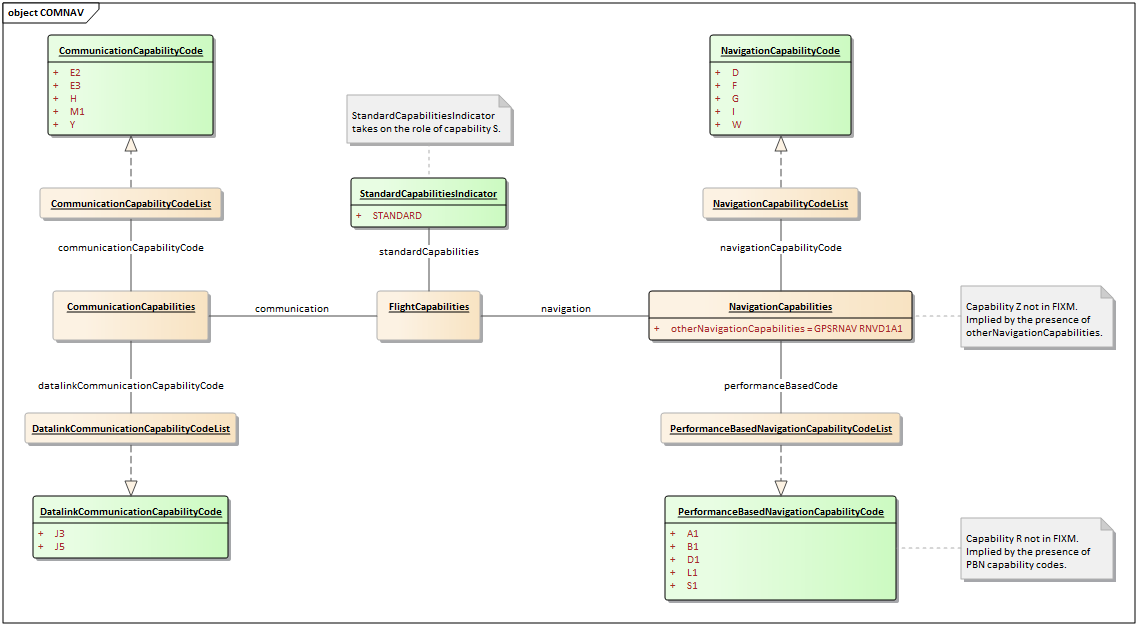 object COMNAV
CommunicationCapabilityCode
+ E2
+ E3
+ H
+ M1
+ Y
StandardCapabilitiesIndicator
takes on the role of capability S.
NavigationCapabilityCode
+ D
+ F
+ G
+ I
+ W
CommunicationCapabilityCodeList
StandardCapabilitiesIndicator
+ STANDARD
NavigationCapabilityCodeList
communicationCapabilityCode
standardCapabilities
navigationCapabilityCode
CommunicationCapabilities
communication
FlightCapabilities
navigation
NavigationCapabilities
+ otherNavigationCapabilities = GPSRNAV RNVD1A1
Capability Z not in FIXM.
Implied by the presence of
otherNavigationCapabilities.
datalinkCommunicationCapabilityCode
performanceBasedCode
DatalinkCommunicationCapabilityCodeList
PerformanceBasedNavigationCapabilityCodeList
DatalinkCommunicationCapabilityCode
+ J3
+ J5
PerformanceBasedNavigationCapabilityCode
+ A1
+ B1
+ D1
+ L1
+ S1
Capability R not in FIXM.
Implied by the presence of
PBN capability codes.